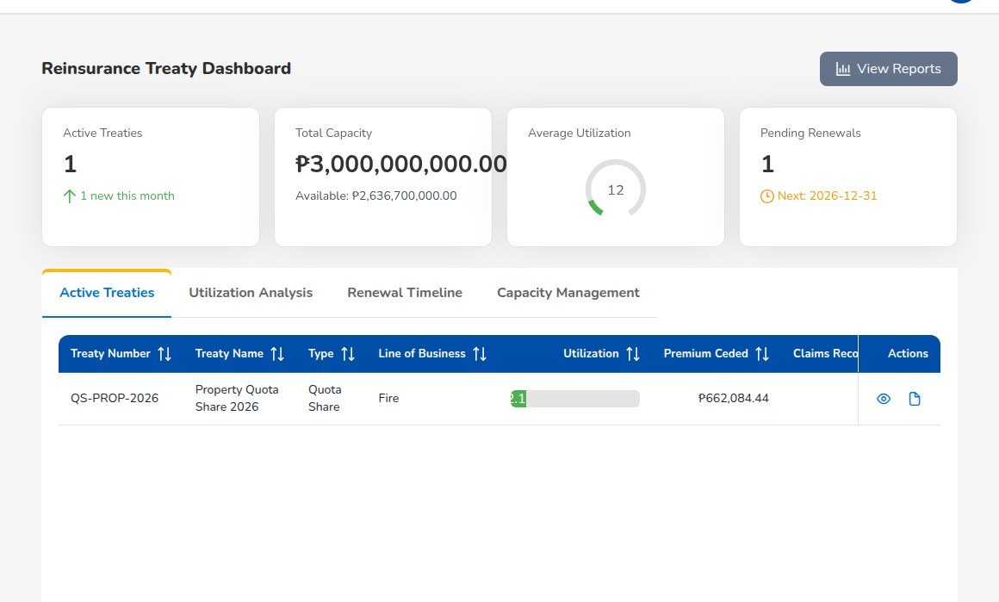 Reinsurance Treaty Dashboard
View Reports
Active Treaties
1
1 new this month
Total Capacity
₱3,000,000,000.00
Available: ₱2,636,700,000.00
Average Utilization
12
Pending Renewals
1
Next: 2026-12-31
Active Treaties
Utilization Analysis
Renewal Timeline
Capacity Management
Treaty Number
Treaty Name
Type
Line of Business
Utilization
Premium Ceded
Claims Reco
Actions
QS-PROP-2026
Property Quota
Share 2026
Quota
Share
Fire
2.1
₱662,084.44